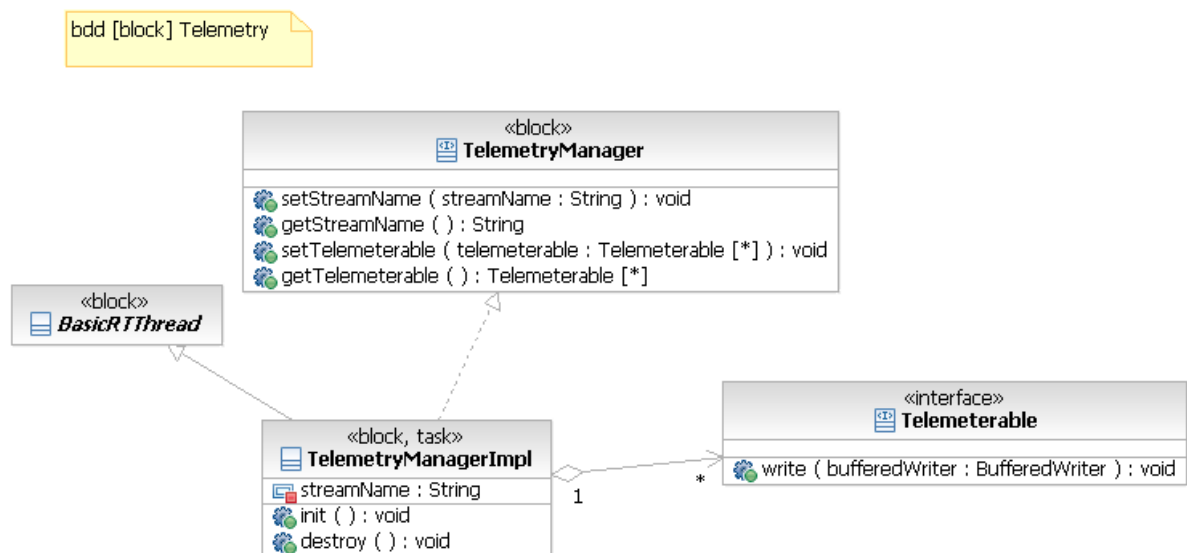 bdd [block] Telemetry
«block»
TelemetryManager
setStreamName ( streamName : String ) : void
getStreamName ( ) : String
setTelemeterable ( telemeterable : Telemeterable [*] ) : void
getTelemeterable ( ) : Telemeterable [*]
«block»
BasicRTThread
«block, task»
TelemetryManagerImpl
streamName : String
init ( ) : void
destroy ( ) : void
1
*
«interface»
Telemeterable
write ( bufferedWriter : BufferedWriter ) : void